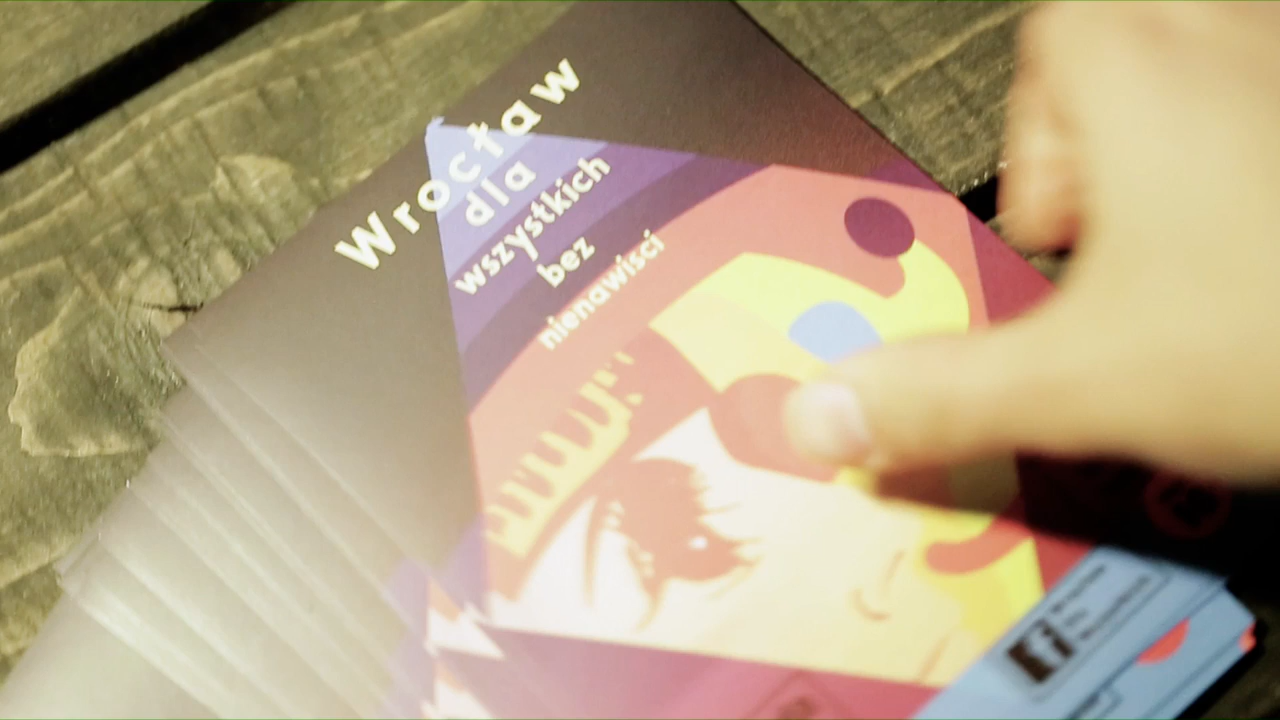 Wrocław
dla
wszystkich
bez
nienawiści
f